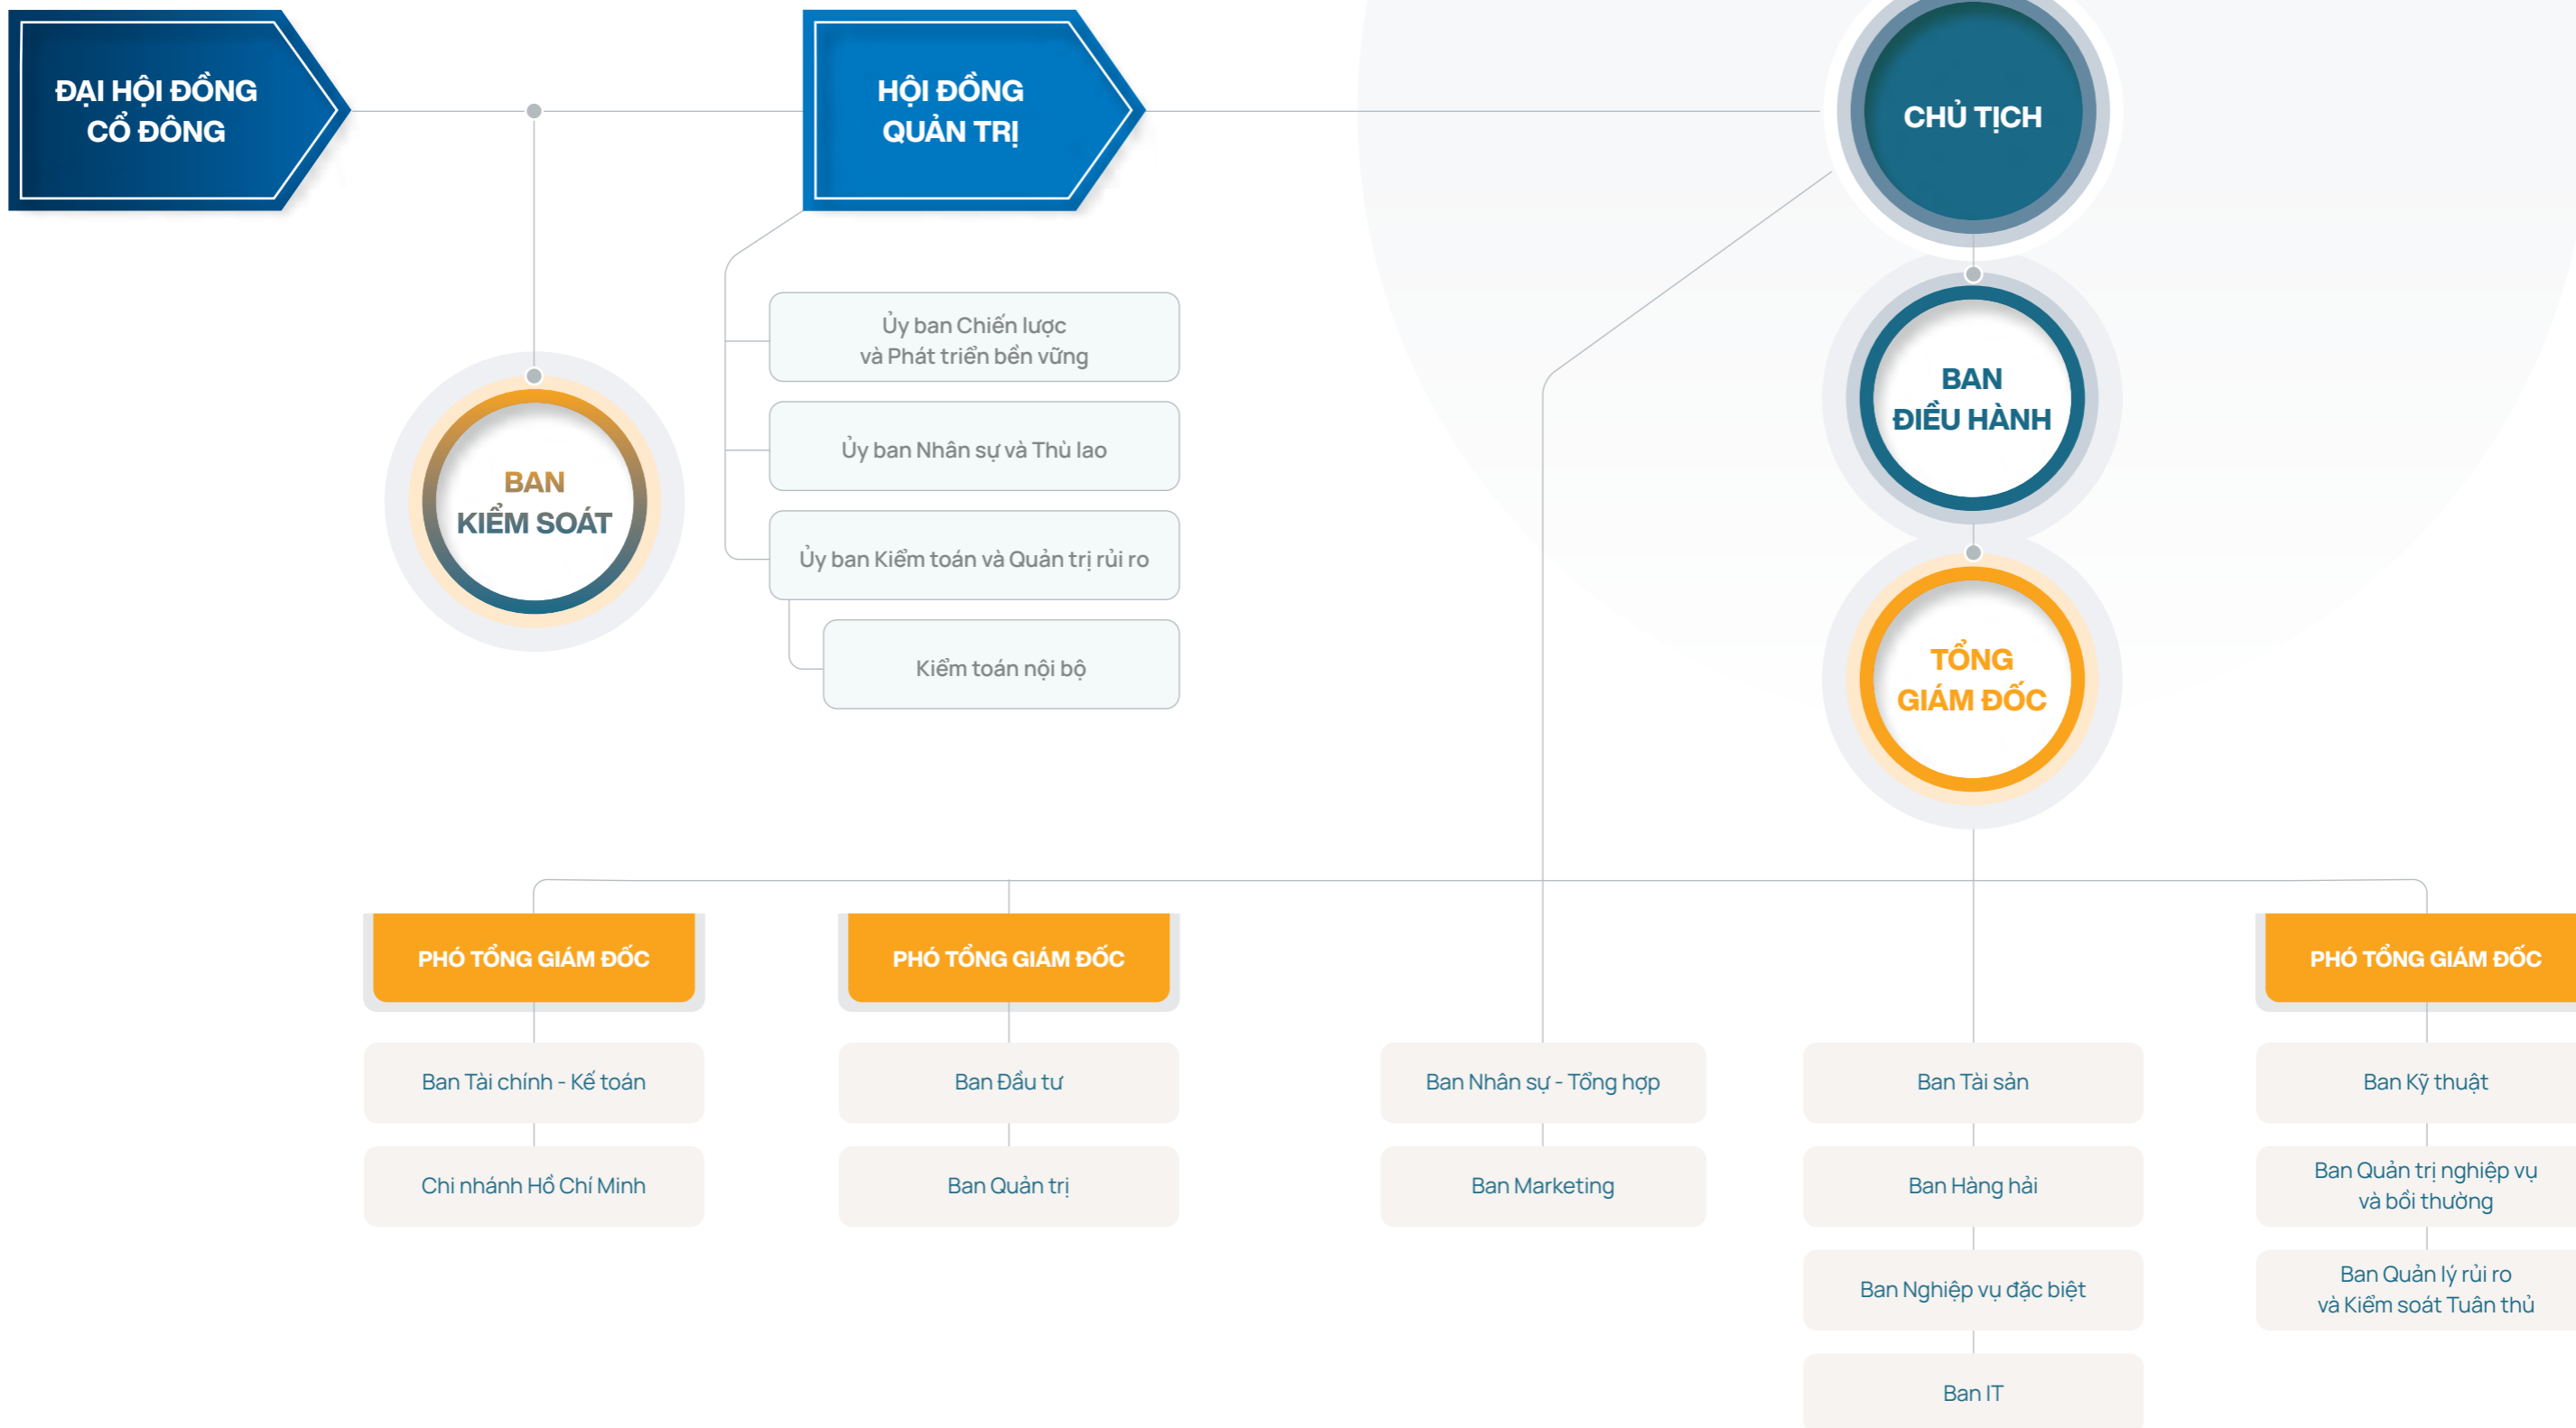 ĐẠI HỘI ĐỒNG
CỔ ĐÔNG
HỘI ĐỒNG
QUẢN TRỊ
CHỦ TỊCH
Ủy ban Chiến lược
và Phát triển bền vững
Ủy ban Nhân sự và Thù lao
Ủy ban Kiểm toán và Quản trị rủi ro
Kiểm toán nội bộ
BAN
KIỂM SOÁT
BAN
ĐIỀU HÀNH
TỔNG
GIÁM ĐỐC
PHÓ TỔNG GIÁM ĐỐC
Ban Tài chính - Kế toán
Chi nhánh Hồ Chí Minh
PHÓ TỔNG GIÁM ĐỐC
Ban Đầu tư
Ban Quản trị
Ban Nhân sự - Tổng hợp
Ban Marketing
Ban Tài sản
Ban Hàng hải
Ban Nghiệp vụ đặc biệt
Ban IT
PHÓ TỔNG GIÁM ĐỐC
Ban Kỹ thuật
Ban Quản trị nghiệp vụ
và bồi thường
Ban Quản lý rủi ro
và Kiểm soát Tuân thủ